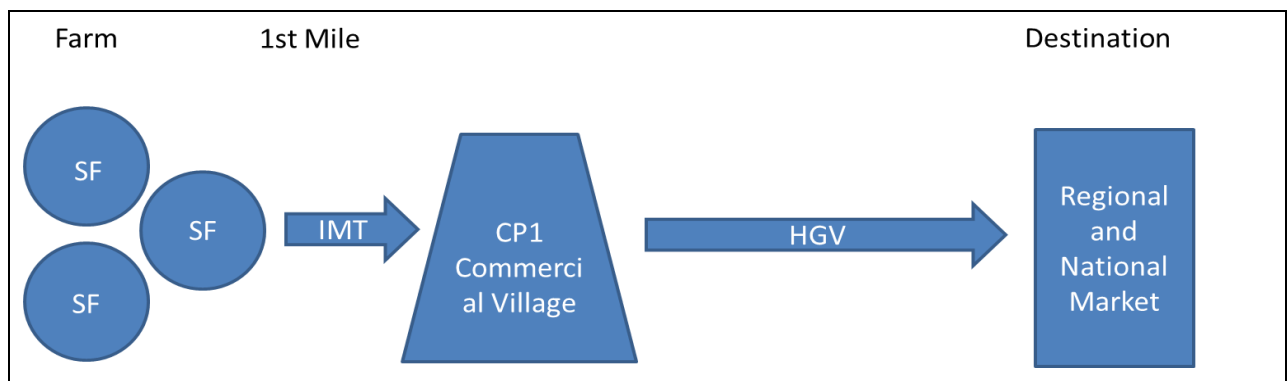 Farm 1st Mile Destination
SF
SF
SF
IMT
CP1
Commerci
al Village
HGV
Regional
and
National
Market